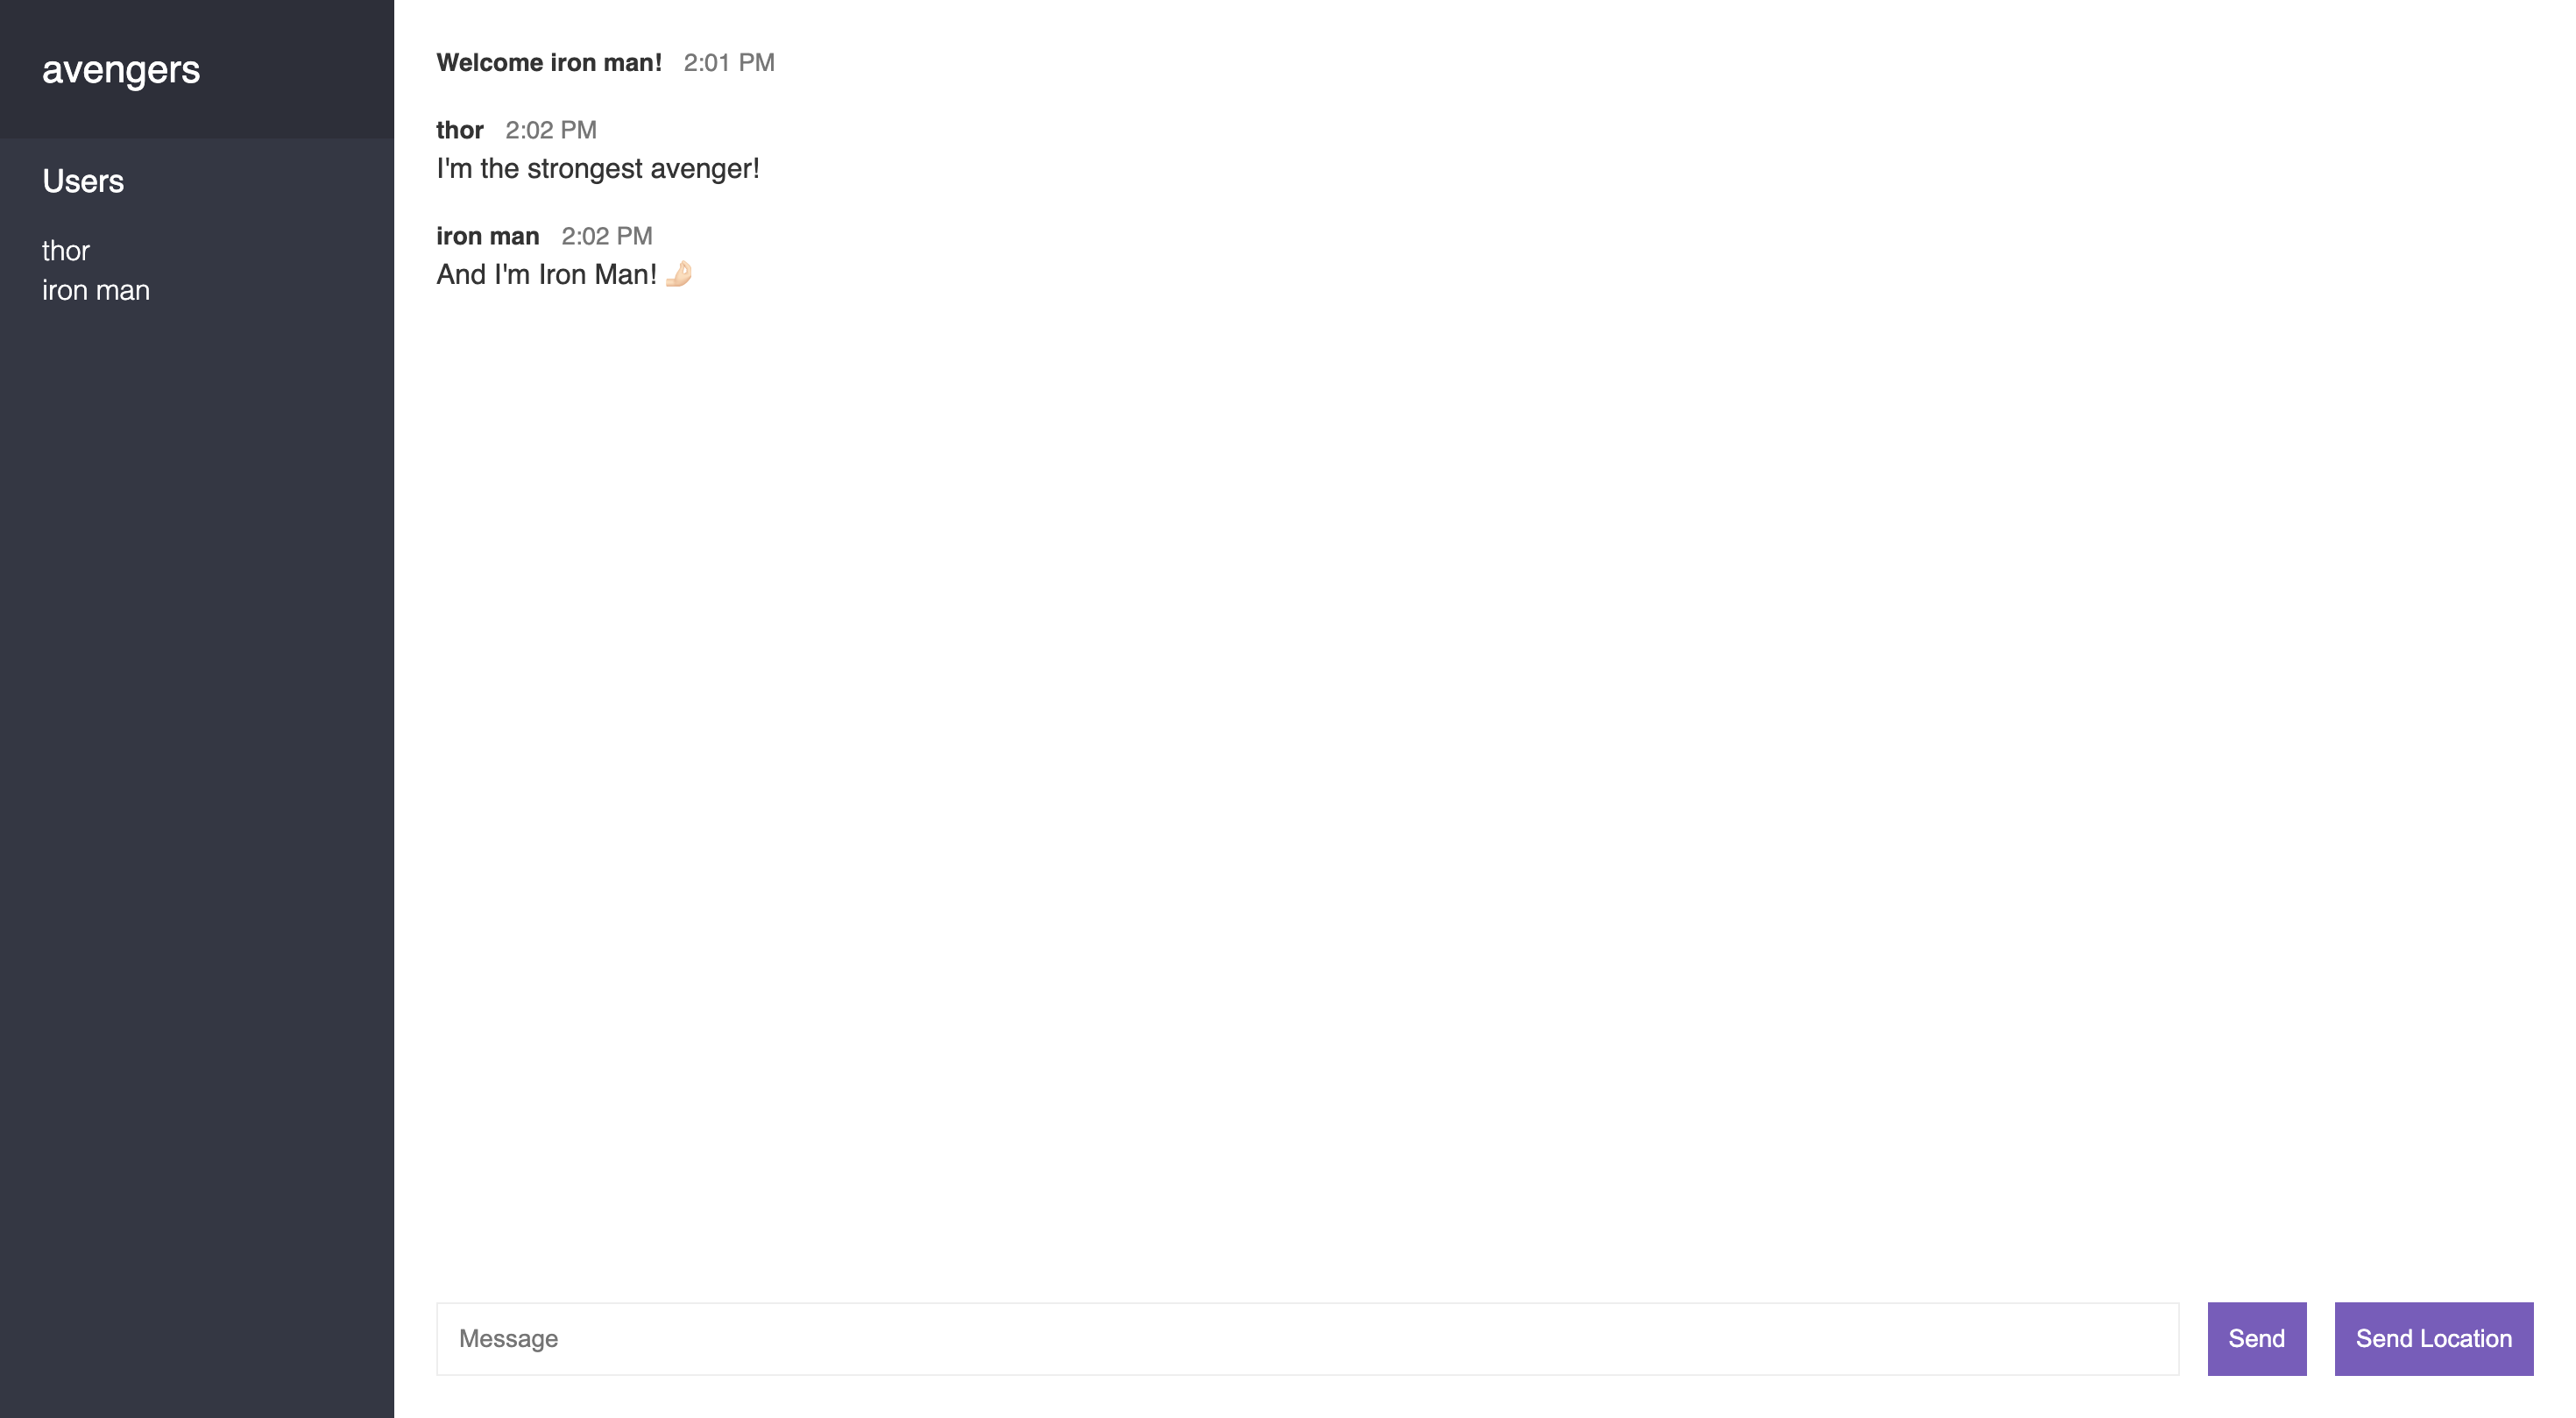 avengers
Users
thor
iron man
Welcome iron man! 2:01 PM
thor 2:02 PM
I'm the strongest avenger!
iron man 2:02 PM
And I'm Iron Man! 🤌🏻
Message
Send
Send Location